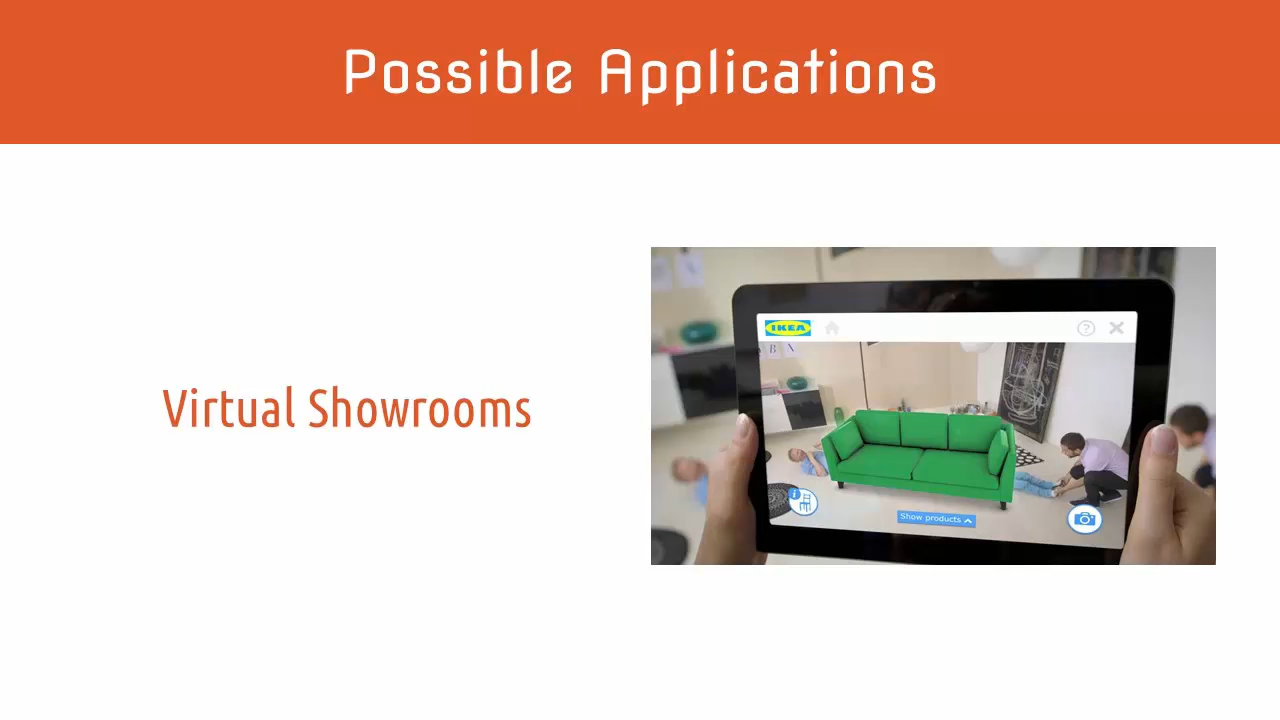 Possible Applications
Virtual Showrooms
IKEA
?
B N
i
Show products